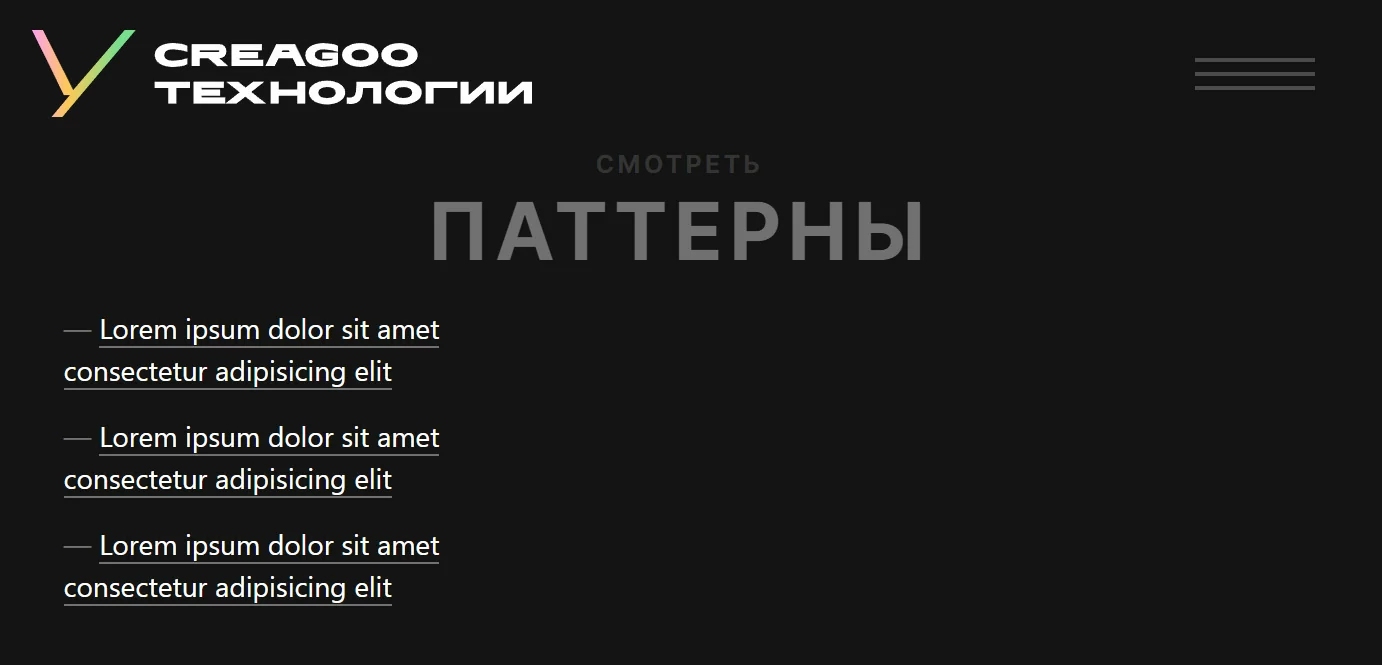 CREAGOO
ТЕХНОЛОГИИ
СМОТРЕТЬ
ПАТТЕРНЫ
— Lorem ipsum dolor sit amet
consectetur adipisicing elit
— Lorem ipsum dolor sit amet
consectetur adipisicing elit
— Lorem ipsum dolor sit amet
consectetur adipisicing elit